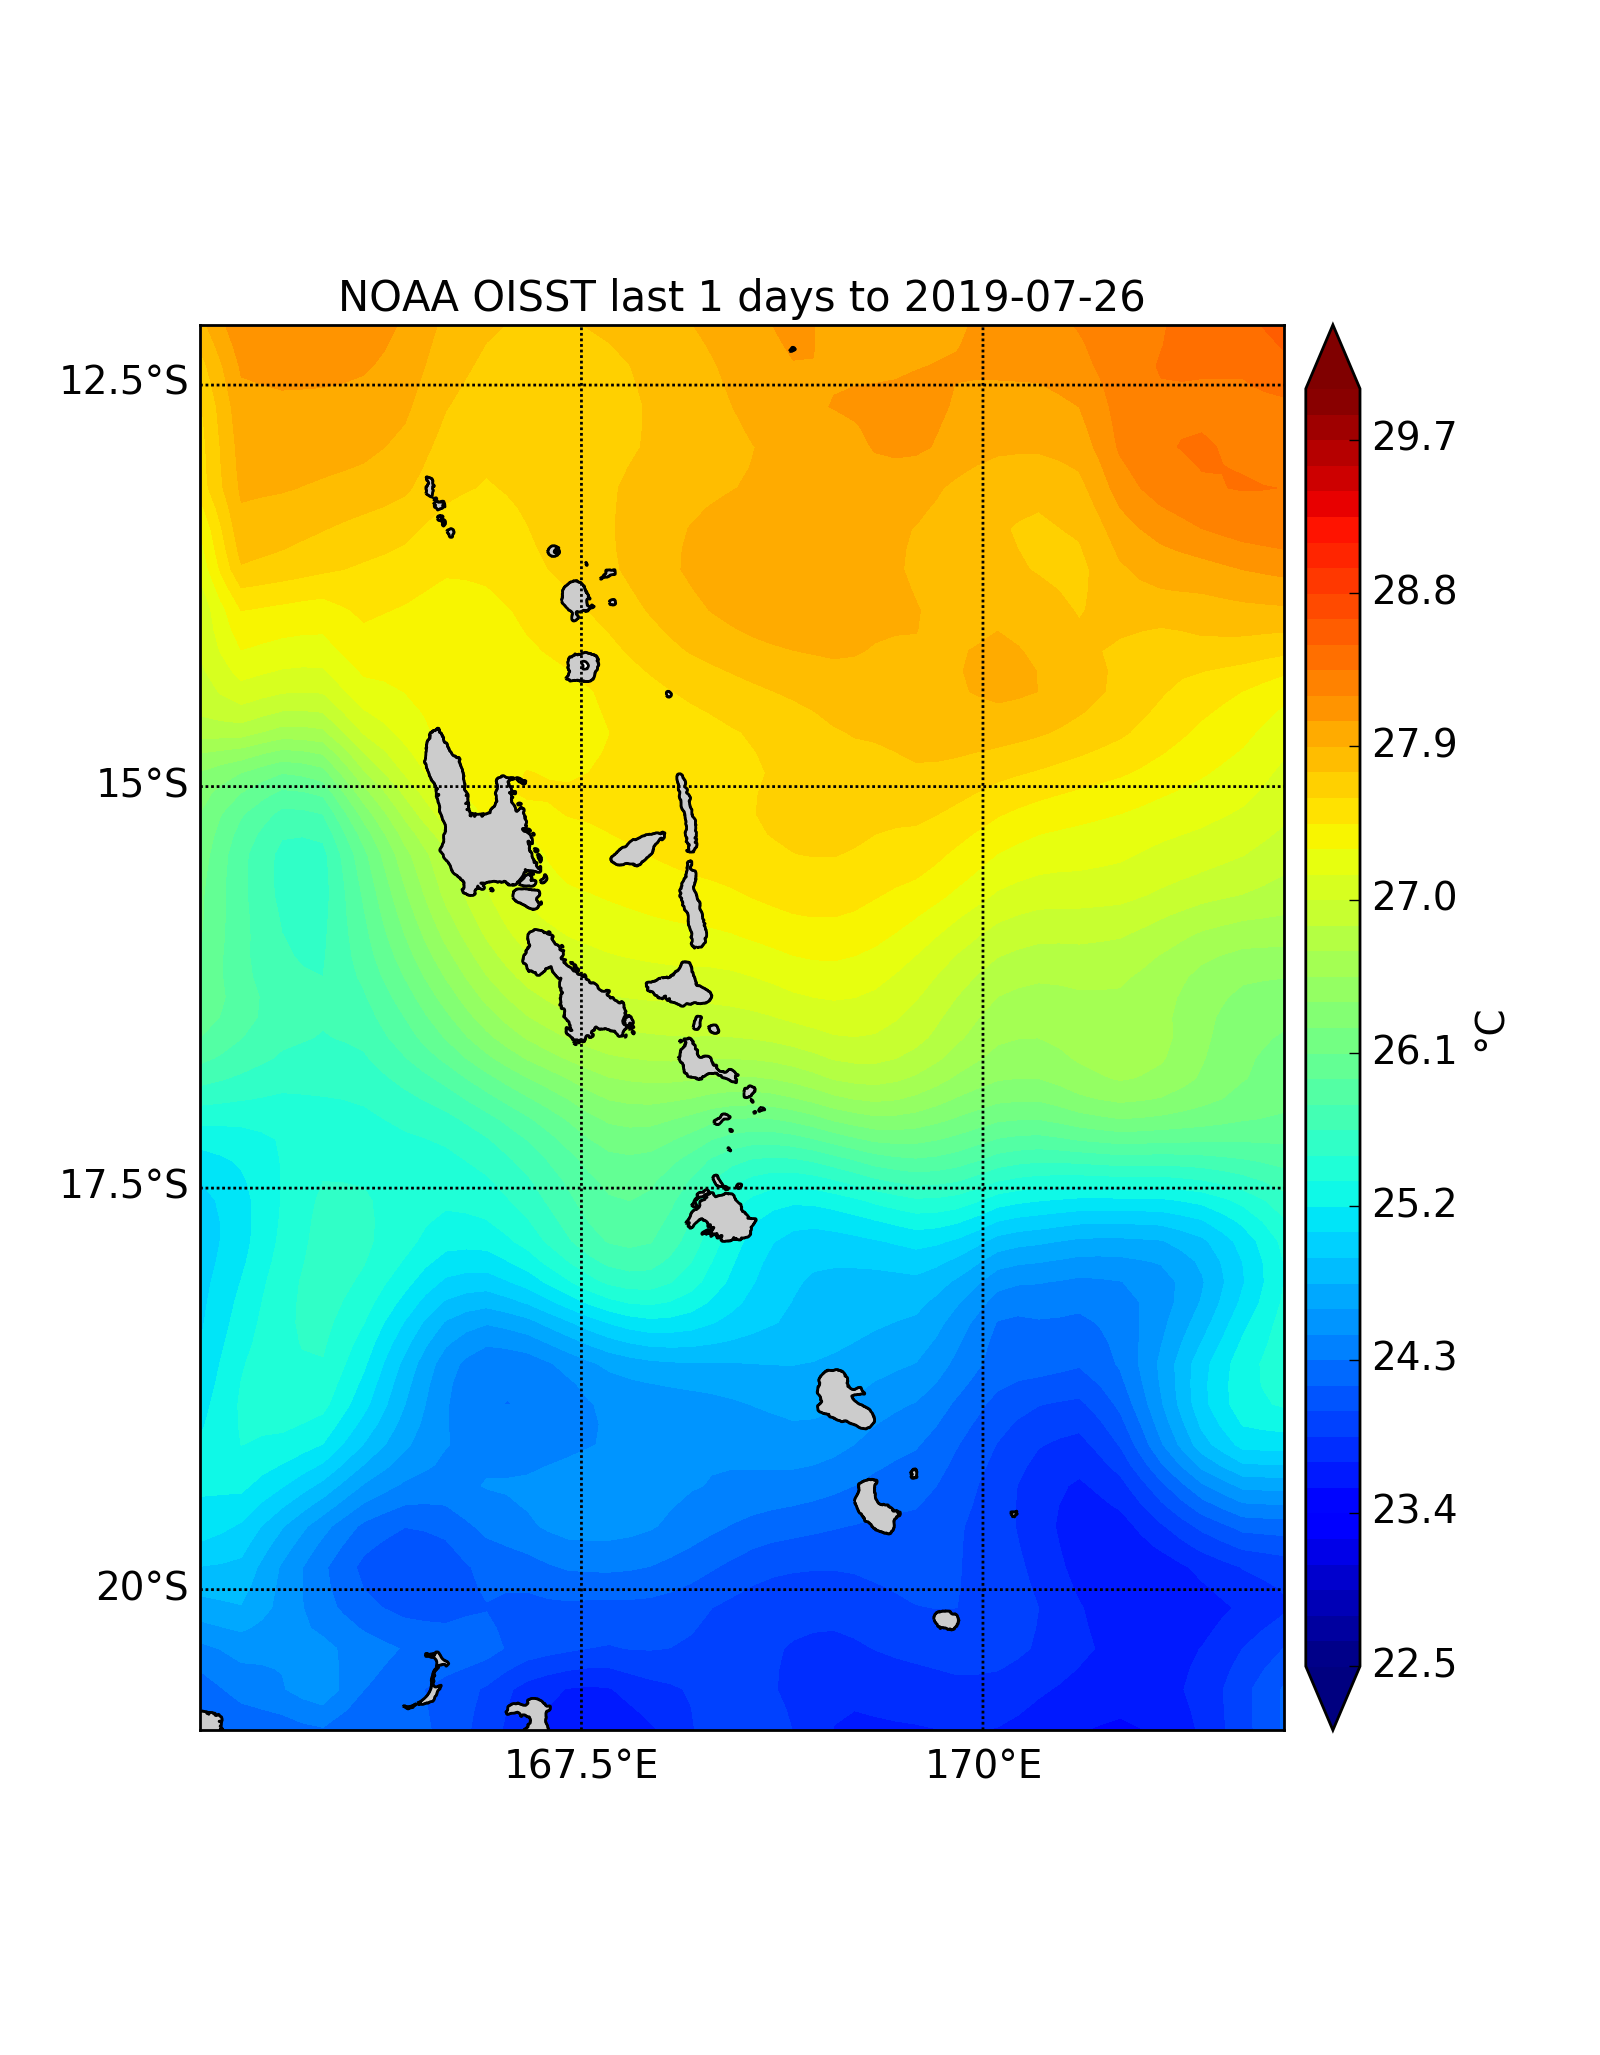 NOAA OISST last 1 days to 2019-07-26
12.5°S
15°S
17.5°S
20°S
167.5°E
170°E
29.7
28.8
27.9
27.0
26.1
25.2
24.3
23.4
22.5
°C